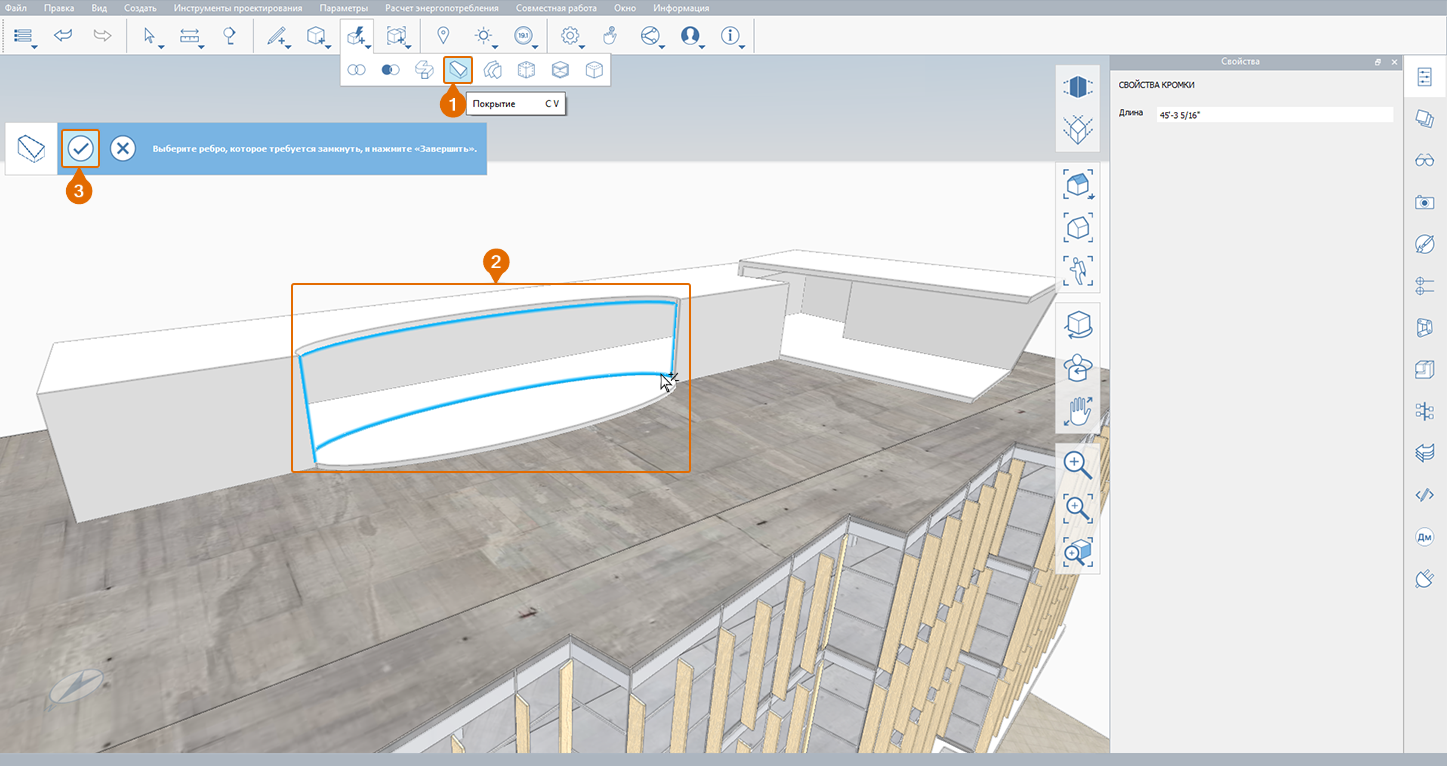 Файл Правка Вид Создать Инструменты проектирования Параметры Расчет энергопотребления Совместная работа Окно Информация
191
Свойства
СВОЙСТВА КРОМКИ
1 Покрытие C V
Длина 45'-3 5/16"
Выберите ребро, которое требуется замкнуть, и нажмите «Завершить».
3
2
Дм